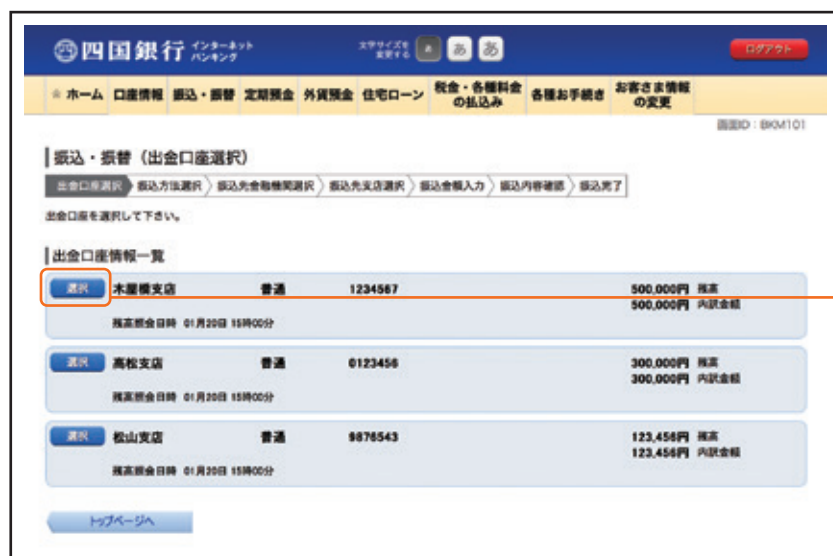 四国銀行 インターネットバンキング 文字サイズを変更する あ あ あ ログアウト
ホーム 口座情報 振込・振替 定期預金 外貨預金 住宅ローン 税金・各種料金の払込み 各種お手続き お客さま情報の変更
画面ID：BKM101
振込・振替（出金口座選択）
出金口座選択 振込方法選択 振込先金融機関選択 振込先支店選択 振込金額入力 振込内容確認 振込完了
出金口座を選択して下さい。
出金口座情報一覧
選択 木屋橋支店 普通 1234567 500,000円 残高
500,000円 内訳金額
残高照会日時 01月20日 15時00分
選択 高松支店 普通 0123456 300,000円 残高
300,000円 内訳金額
残高照会日時 01月20日 15時00分
選択 松山支店 普通 9876543 123,456円 残高
123,456円 内訳金額
残高照会日時 01月20日 15時00分
トップページへ